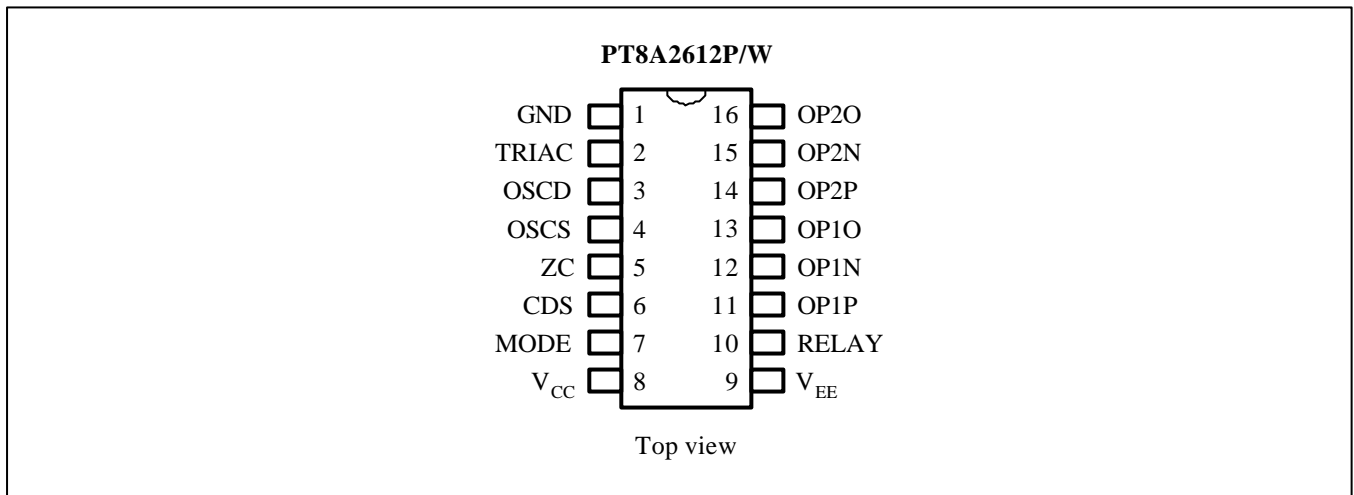 PT8A2612P/W
GND 1 16 OP2O
TRIAC 2 15 OP2N
OSCD 3 14 OP2P
OSCS 4 13 OP1O
ZC 5 12 OP1N
CDS 6 11 OP1P
MODE 7 10 RELAY
VCC 8 9 VEE
Top view